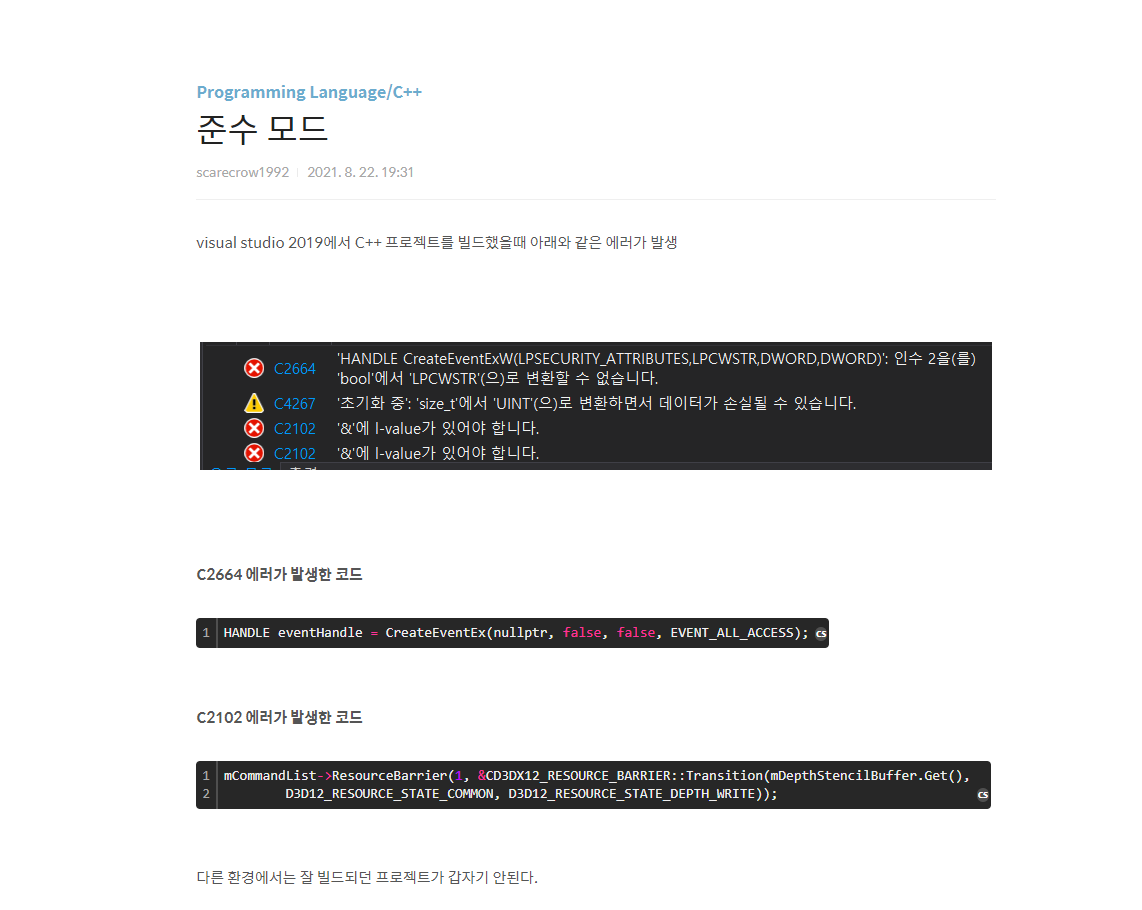 Programming Language/C++
준수 모드
scarecrow1992 2021. 8. 22. 19:31
visual studio 2019에서 C++ 프로젝트를 빌드했을때 아래와 같은 에러가 발생
C2664 'HANDLE CreateEventExW(LPSECURITY_ATTRIBUTES,LPCWSTR,DWORD,DWORD)': 인수 2을(를)
'bool'에서 'LPCWSTR'(으)로 변환할 수 없습니다.
C4267 '초기화 중': 'size_t'에서 'UINT'(으)로 변환하면서 데이터가 손실될 수 있습니다.
C2102 '&'에 l-value가 있어야 합니다.
C2102 '&'에 l-value가 있어야 합니다.
C2664 에러가 발생한 코드
1 HANDLE eventHandle = CreateEventEx(nullptr, false, false, EVENT_ALL_ACCESS); cs
C2102 에러가 발생한 코드
1 mCommandList->ResourceBarrier(1, &CD3DX12_RESOURCE_BARRIER::Transition(mDepthStencilBuffer.Get(),
2 D3D12_RESOURCE_STATE_COMMON, D3D12_RESOURCE_STATE_DEPTH_WRITE)); cs
다른 환경에서는 잘 빌드되던 프로젝트가 갑자기 안된다.